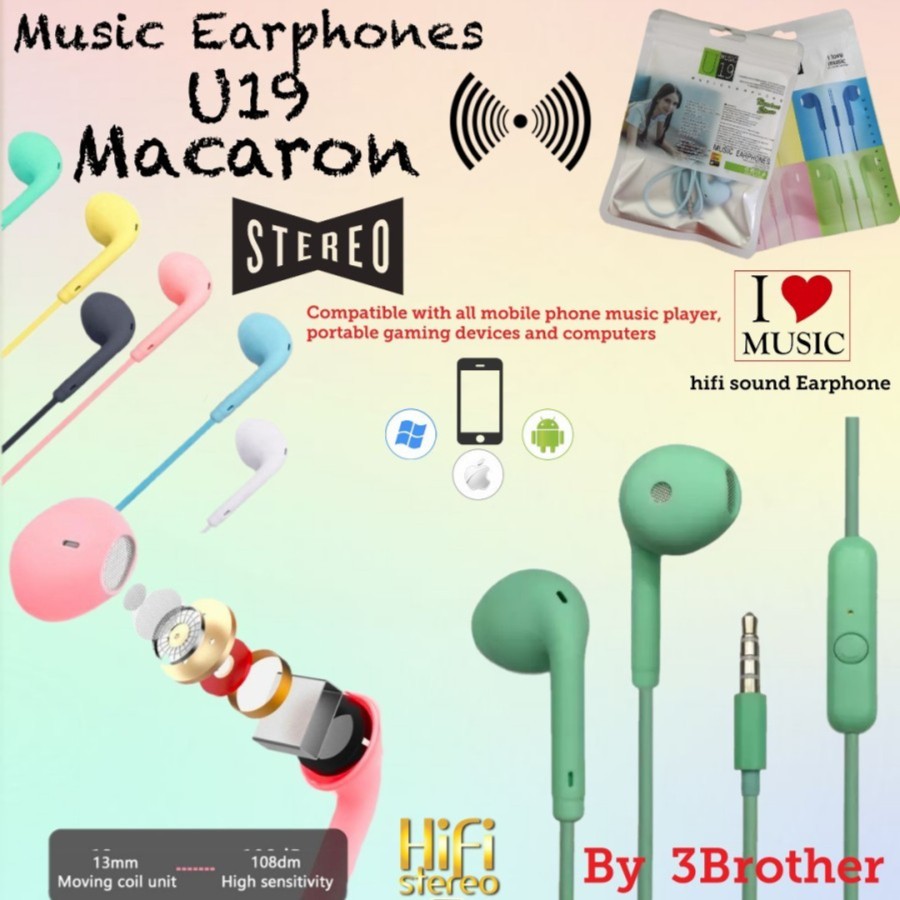 Music Earphones
U19
Macaron
STEREO
Compatible with all mobile phone music player,
portable gaming devices and computers
I
MUSIC
hifi sound Earphone
U
19
MUSIC EARPHONES
13mm
108dm
Moving coil unit
High sensitivity
HiFi
stereo
By 3Brother